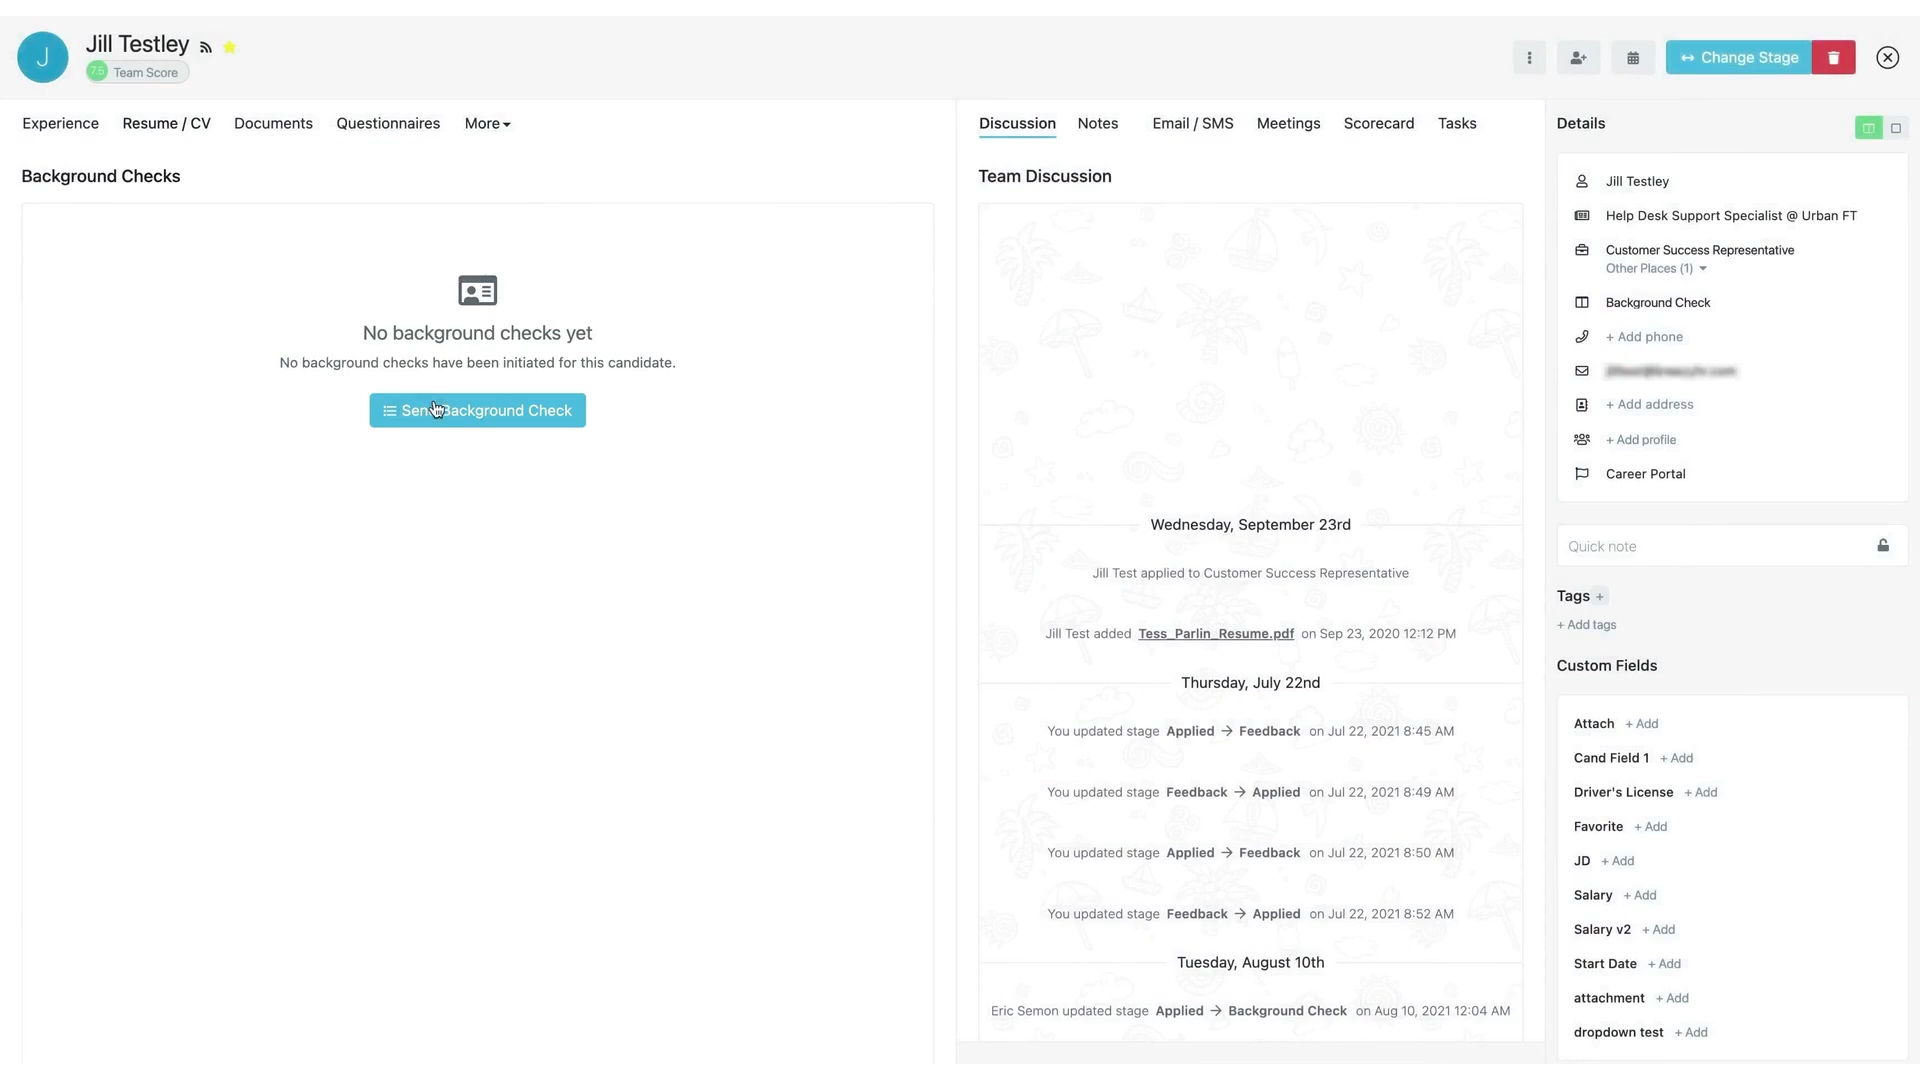 J
Jill Testley
7.5 Team Score
Change Stage
Experience Resume / CV Documents Questionnaires More
Background Checks
No background checks yet
No background checks have been initiated for this candidate.
Background Check
Discussion Notes Email / SMS Meetings Scorecard Tasks
Team Discussion
Wednesday, September 23rd
Jill Test applied to Customer Success Representative
Jill Test added Tess_Parlin_Resume.pdf on Sep 23, 2020 12:12 PM
Thursday, July 22nd
You updated stage Applied → Feedback on Jul 22, 2021 8:45 AM
You updated stage Feedback → Applied on Jul 22, 2021 8:49 AM
You updated stage Applied → Feedback on Jul 22, 2021 8:50 AM
You updated stage Feedback → Applied on Jul 22, 2021 8:52 AM
Tuesday, August 10th
Eric Semon updated stage Applied → Background Check on Aug 10, 2021 12:04 AM
Details
Jill Testley
Help Desk Support Specialist @ Urban FT
Customer Success Representative
Other Places (1)
Background Check
+ Add phone
+ Add address
+ Add profile
Career Portal
Quick note
Tags +
+ Add tags
Custom Fields
Attach + Add
Cand Field 1 + Add
Driver's License + Add
Favorite + Add
JD + Add
Salary + Add
Salary v2 + Add
Start Date + Add
attachment + Add
dropdown test + Add